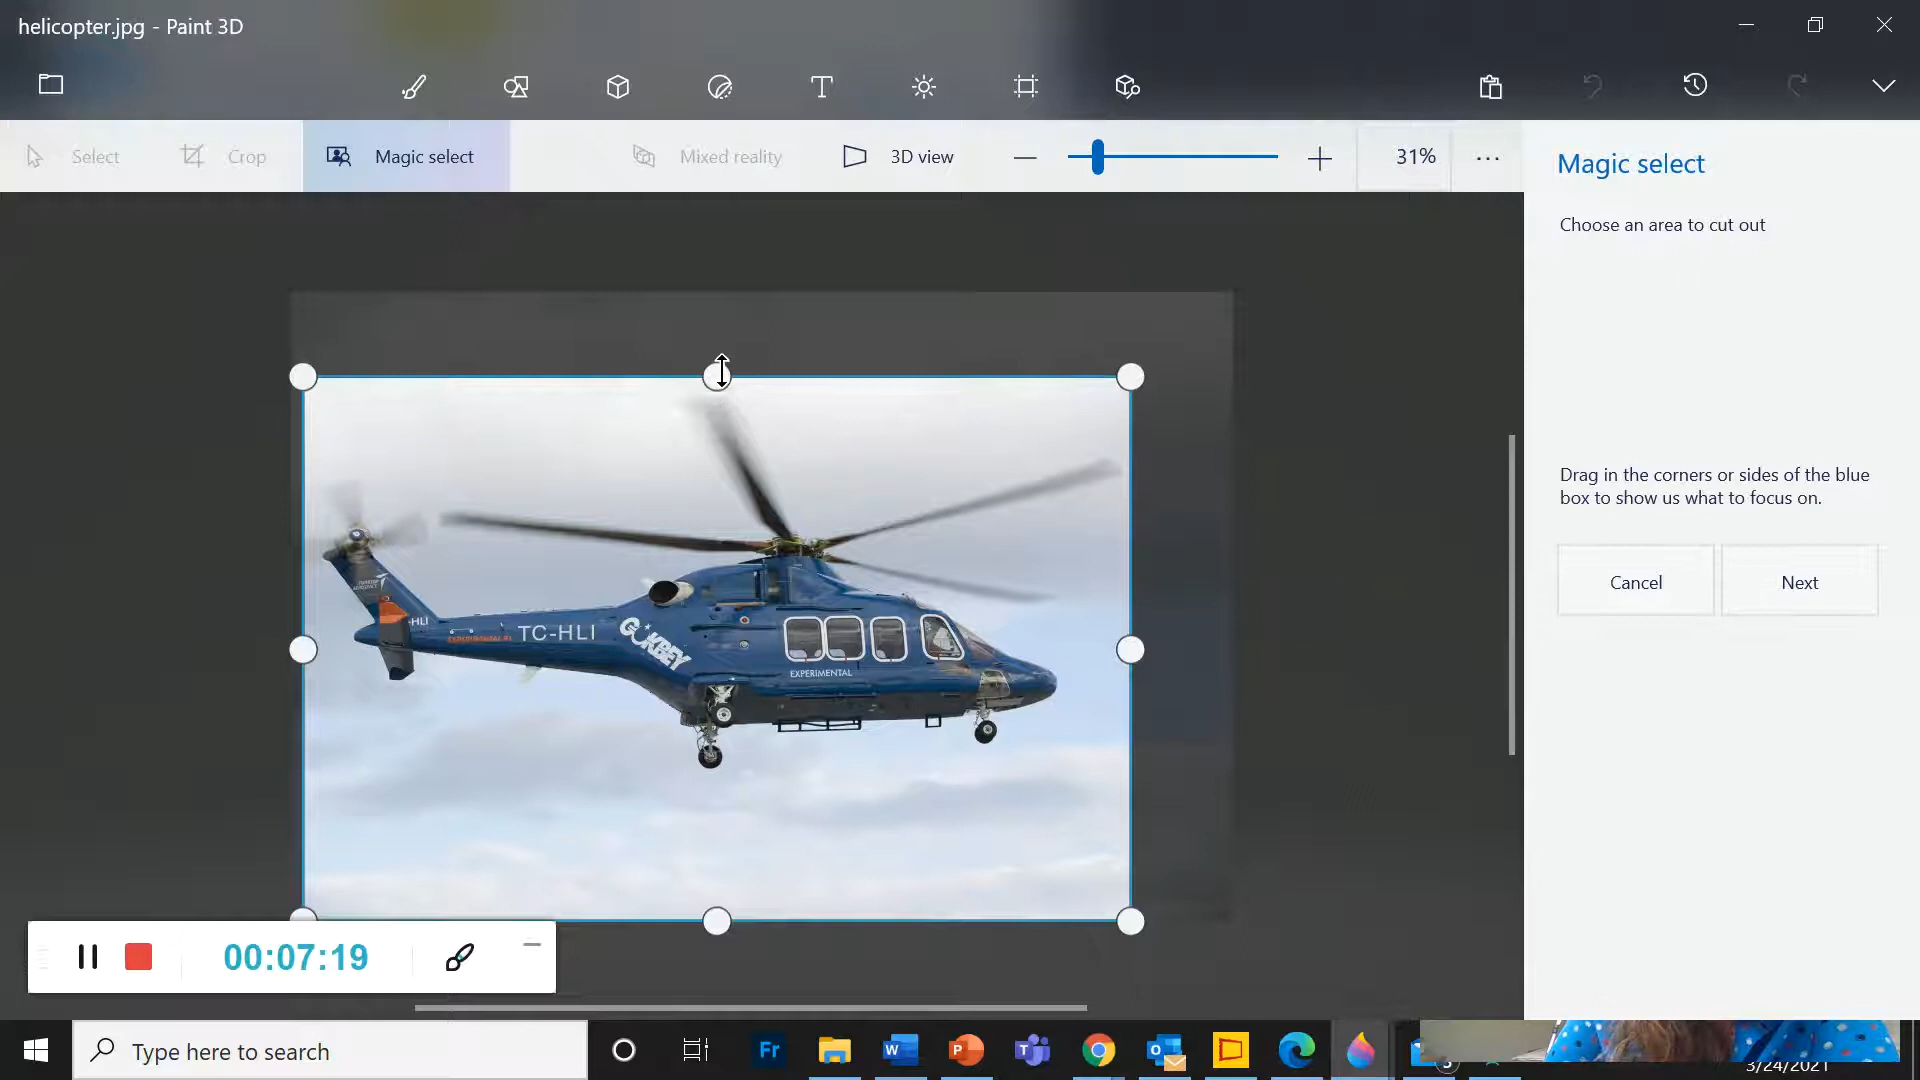 helicopter.jpg - Paint 3D
Select
Crop
Magic select
Mixed reality
3D view
31%
Magic select
Choose an area to cut out
Drag in the corners or sides of the blue
box to show us what to focus on.
Cancel
Next
-HLI
TC-HLI
GÖKBEY
EXPERIMENTAL
00:07:19
Type here to search
Fr
3/24/2021